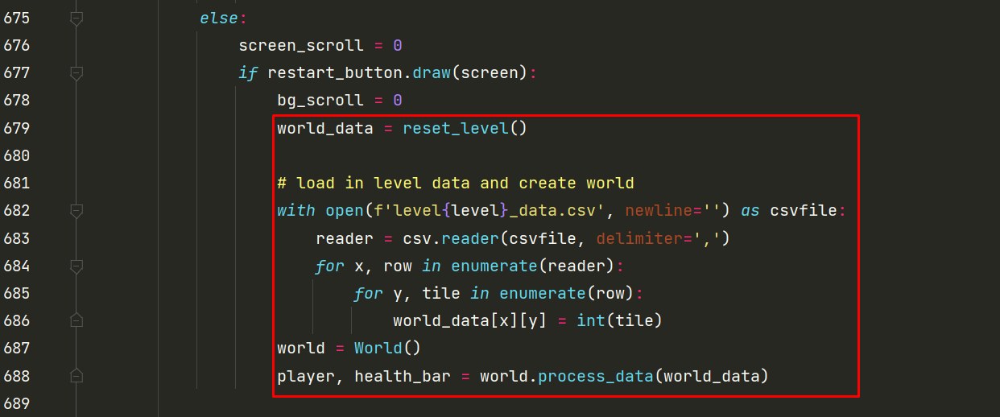 675 else:
676 screen_scroll = 0
677 if restart_button.draw(screen):
678 bg_scroll = 0
679 world_data = reset_level()
680
681 # load in level data and create world
682 with open(f'level{level}_data.csv', newline='') as csvfile:
683 reader = csv.reader(csvfile, delimiter=',')
684 for x, row in enumerate(reader):
685 for y, tile in enumerate(row):
686 world_data[x][y] = int(tile)
687 world = World()
688 player, health_bar = world.process_data(world_data)
689